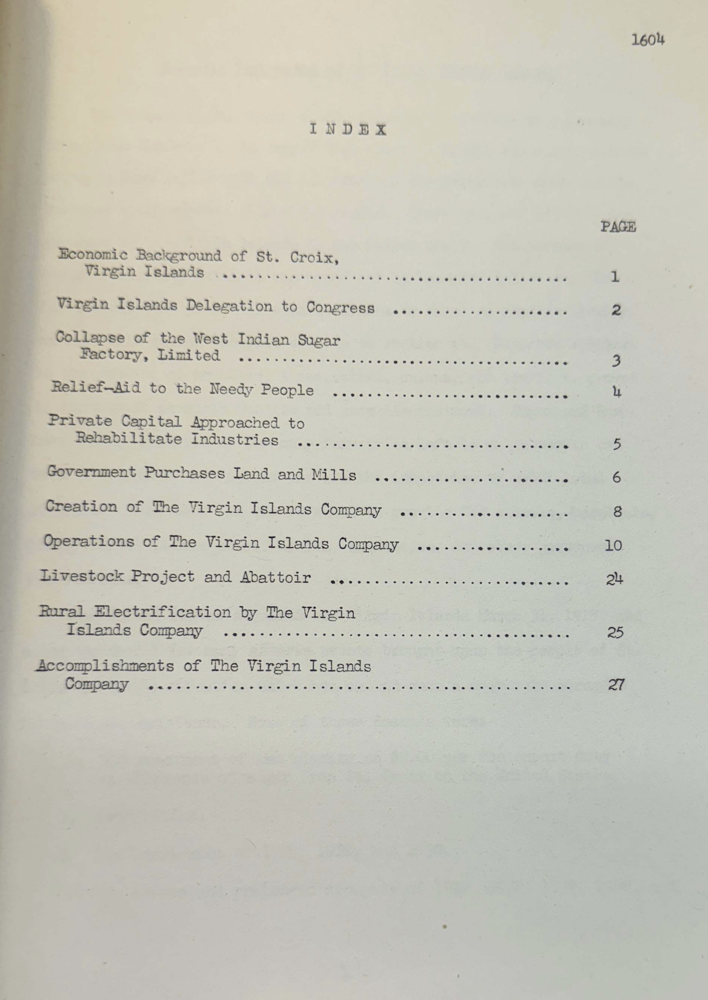 1604
INDEX
PAGE
Economic Background of St. Croix,
Virgin Islands ........................................ 1
Virgin Islands Delegation to Congress ..................... 2
Collapse of the West Indian Sugar
Factory, Limited ...................................... 3
Relief-Aid to the Needy People ............................ 4
Private Capital Approached to
Rehabilitate Industries ............................... 5
Government Purchases Land and Mills ....................... 6
Creation of The Virgin Islands Company .................... 8
Operations of The Virgin Islands Company .................. 10
Livestock Project and Abattoir ............................ 24
Rural Electrification by The Virgin
Islands Company ....................................... 25
Accomplishments of The Virgin Islands
Company ............................................... 27